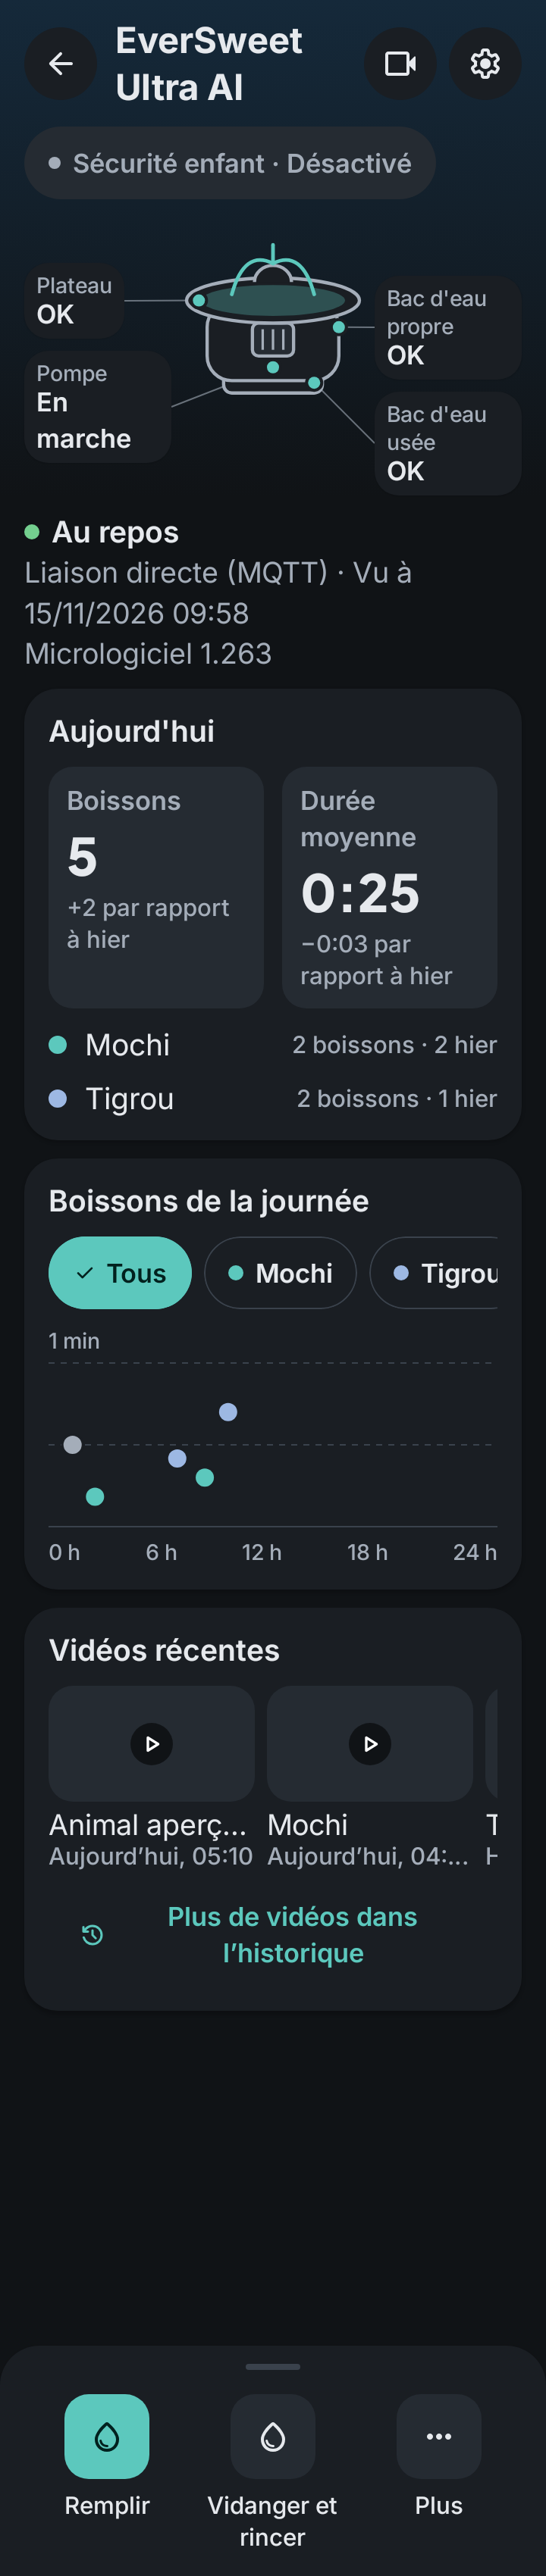 EverSweet
Ultra AI
Sécurité enfant · Désactivé
Plateau
OK
Bac d'eau
propre
OK
Pompe
En
marche
Bac d'eau
usée
OK
Au repos
Liaison directe (MQTT) · Vu à
15/11/2026 09:58
Micrologiciel 1.263
Aujourd'hui
Boissons
5
+2 par rapport
à hier
Durée
moyenne
0:25
−0:03 par
rapport à hier
Mochi
2 boissons · 2 hier
Tigrou
2 boissons · 1 hier
Boissons de la journée
Tous
Mochi
Tigrou
1 min
0 h
6 h
12 h
18 h
24 h
Vidéos récentes
Animal aperç…
Aujourd’hui, 05:10
Mochi
Aujourd’hui, 04:…
Plus de vidéos dans
l’historique
Remplir
Vidanger et
rincer
Plus